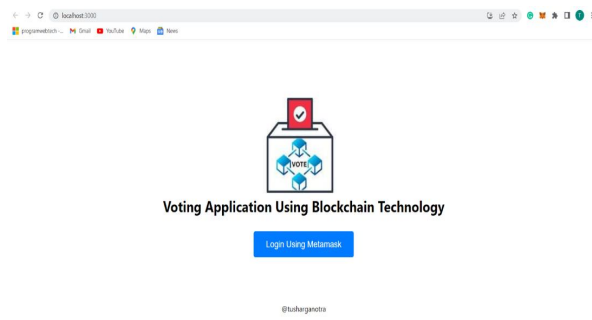 localhost:3000
programwebtech -... Gmail YouTube Maps News
VOTE
Voting Application Using Blockchain Technology
Login Using Metamask
@tusharganotra